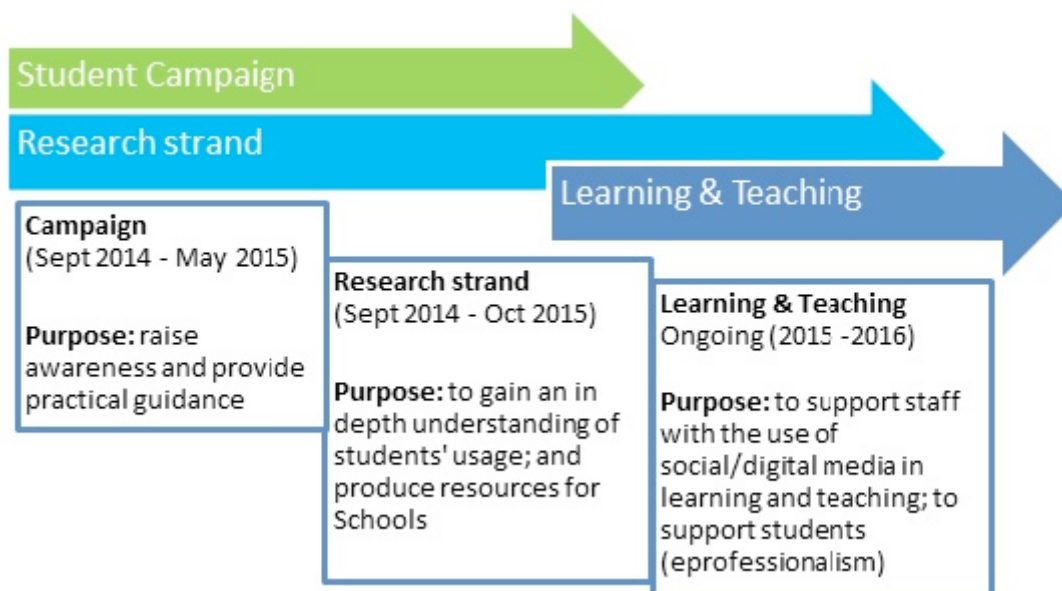 Student Campaign
Research strand
Learning & Teaching
Campaign
(Sept 2014 - May 2015)
Purpose: raise
awareness and provide
practical guidance
Research strand
(Sept 2014 - Oct 2015)
Purpose: to gain an in
depth understanding of
students' usage; and
produce resources for
Schools
Learning & Teaching
Ongoing (2015 -2016)
Purpose: to support staff
with the use of
social/digital media in
learning and teaching; to
support students
(eprofessionalism)